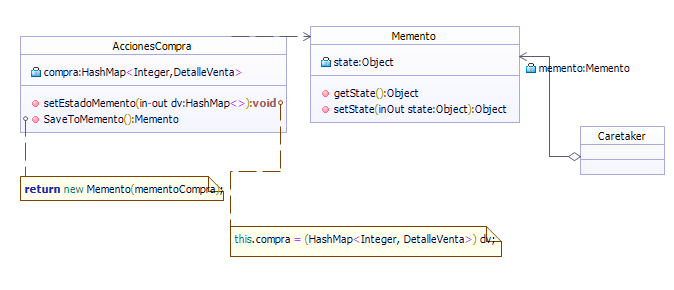 AccionesCompra
compra:HashMap<Integer,DetalleVenta>
setEstadoMemento(in-out dv:HashMap<>):void
SaveToMemento():Memento
return new Memento(mementoCompra);
this.compra = (HashMap<Integer, DetalleVenta>) dv;
Memento
state:Object
getState():Object
setState(inOut state:Object):Object
memento:Memento
Caretaker